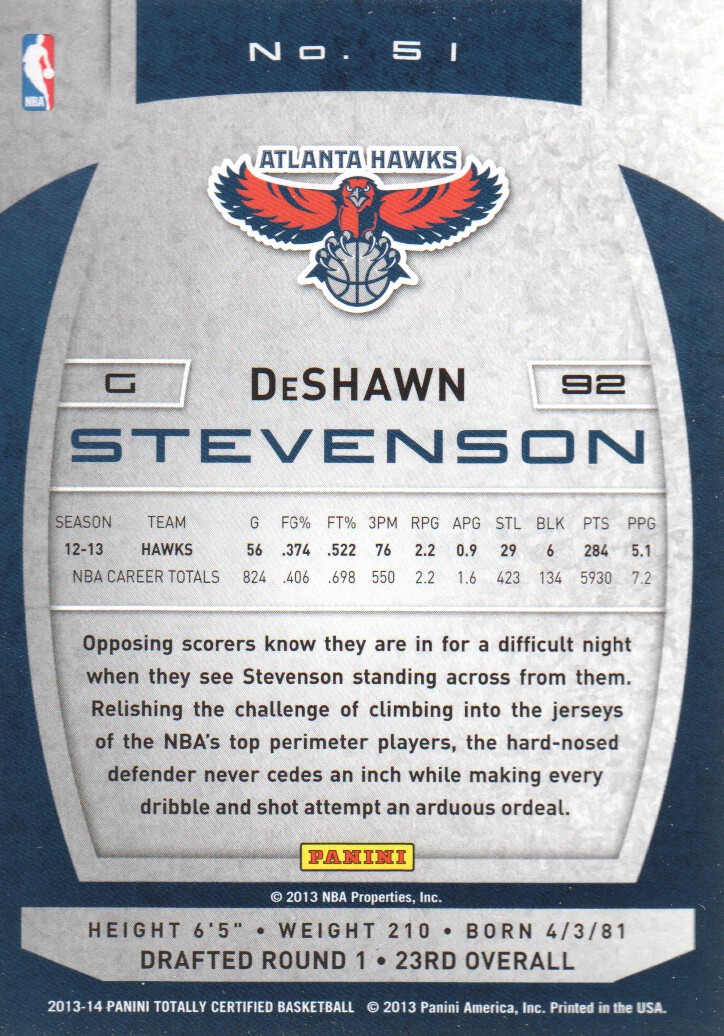 No. 51
NBA
ATLANTA HAWKS
G DeSHAWN 92
STEVENSON
SEASON TEAM G FG% FT% 3PM RPG APG STL BLK PTS PPG
12-13 HAWKS 56 .374 .522 76 2.2 0.9 29 6 284 5.1
NBA CAREER TOTALS 824 .406 .698 550 2.2 1.6 423 134 5930 7.2
Opposing scorers know they are in for a difficult night
when they see Stevenson standing across from them.
Relishing the challenge of climbing into the jerseys
of the NBA's top perimeter players, the hard-nosed
defender never cedes an inch while making every
dribble and shot attempt an arduous ordeal.
PANINI
© 2013 NBA Properties, Inc.
HEIGHT 6'5" • WEIGHT 210 • BORN 4/3/81
DRAFTED ROUND 1 • 23RD OVERALL
2013-14 PANINI TOTALLY CERTIFIED BASKETBALL © 2013 Panini America, Inc. Printed in the USA.